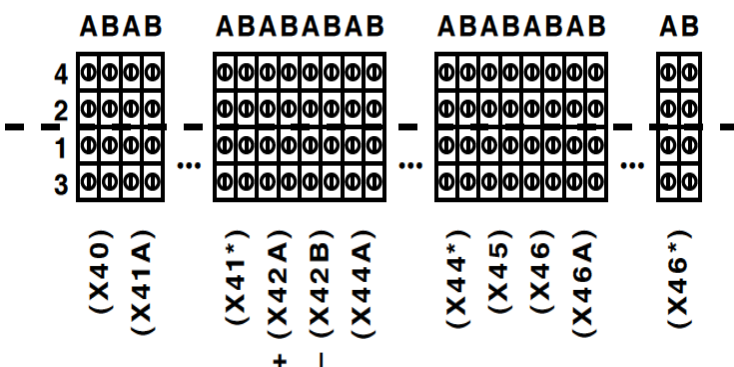 ABAB ABABABAB ABABABAB AB
4
2
1
... ... ...
3
(X40) (X41A) (X41*) (X42A) (X42B) (X44A) (X44*) (X45) (X46) (X46A) (X46*)
+ –